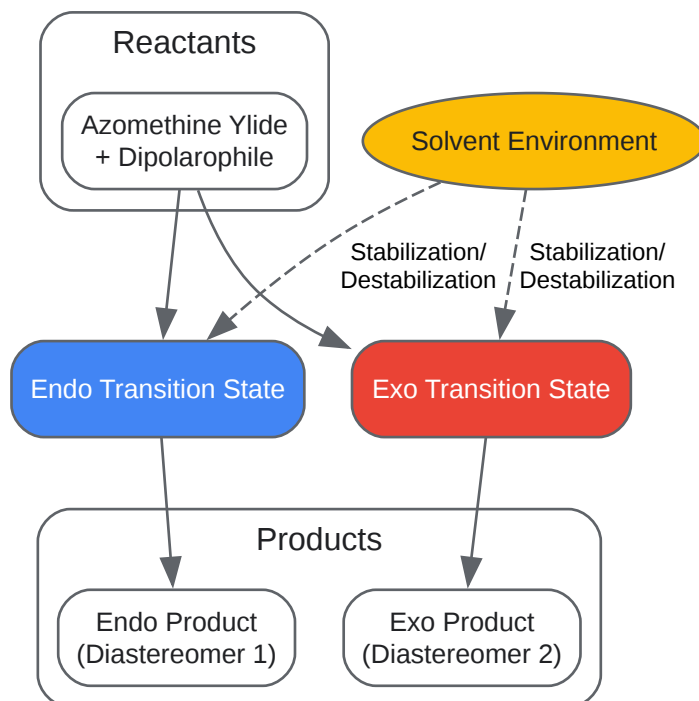 Reactants
Azomethine Ylide
+ Dipolarophile
Solvent Environment
Stabilization/
Destabilization
Stabilization/
Destabilization
Endo Transition State
Exo Transition State
Products
Endo Product
(Diastereomer 1)
Exo Product
(Diastereomer 2)